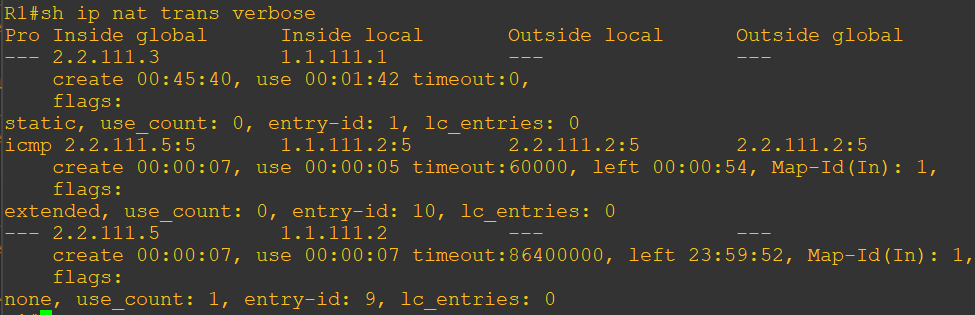 R1#sh ip nat trans verbose
Pro Inside global      Inside local       Outside local      Outside global
--- 2.2.111.3          1.1.111.1          ---                ---
    create 00:45:40, use 00:01:42 timeout:0,
    flags:
static, use_count: 0, entry-id: 1, lc_entries: 0
icmp 2.2.111.5:5       1.1.111.2:5        2.2.111.2:5        2.2.111.2:5
    create 00:00:07, use 00:00:05 timeout:60000, left 00:00:54, Map-Id(In): 1,
    flags:
extended, use_count: 0, entry-id: 10, lc_entries: 0
--- 2.2.111.5          1.1.111.2          ---                ---
    create 00:00:07, use 00:00:07 timeout:86400000, left 23:59:52, Map-Id(In): 1,
    flags:
none, use_count: 1, entry-id: 9, lc_entries: 0